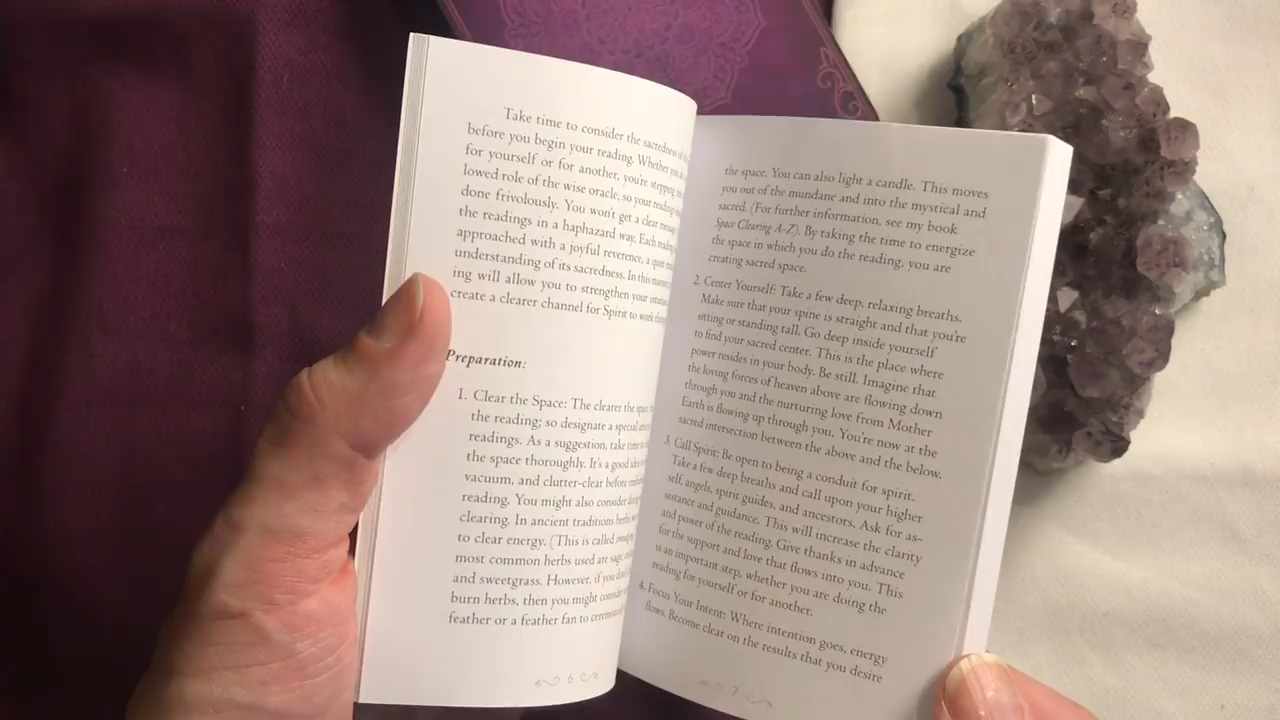 Take time to consider the sacredness of
before you begin your reading. Whether you
for yourself or for another, you're stepping
lowed role of the wise oracle, so your readings
done frivolously. You won't get a clear message
the readings in a haphazard way. Each reading
approached with a joyful reverence, a quiet
understanding of its sacredness. In this manner
ing will allow you to strengthen your
create a clearer channel for Spirit to work
Preparation:
1. Clear the Space: The clearer the space
the reading; so designate a special
readings. As a suggestion, take time to
the space thoroughly. It's a good idea to
vacuum, and clutter-clear before
reading. You might also consider doing
clearing. In ancient traditions herbs
to clear energy. (This is called
most common herbs used are sage,
and sweetgrass. However, if you don't
burn herbs, then you might consider
feather or a feather fan to
6
the space. You can also light a candle. This moves
you out of the mundane and into the mystical and
sacred. (For further information, see my book
Space Clearing A-Z). By taking the time to energize
the space in which you do the reading, you are
creating sacred space.
2. Center Yourself: Take a few deep, relaxing breaths.
Make sure that your spine is straight and that you're
sitting or standing tall. Go deep inside yourself
to find your sacred center. This is the place where
power resides in your body. Be still. Imagine that
the loving forces of heaven above are flowing down
through you and the nurturing love from Mother
Earth is flowing up through you. You're now at the
sacred intersection between the above and the below.
3. Call Spirit: Be open to being a conduit for spirit.
Take a few deep breaths and call upon your higher
self, angels, spirit guides, and ancestors. Ask for as-
sistance and guidance. This will increase the clarity
and power of the reading. Give thanks in advance
for the support and love that flows into you. This
is an important step, whether you are doing the
reading for yourself or for another.
4. Focus Your Intent: Where intention goes, energy
flows. Become clear on the results that you desire
7